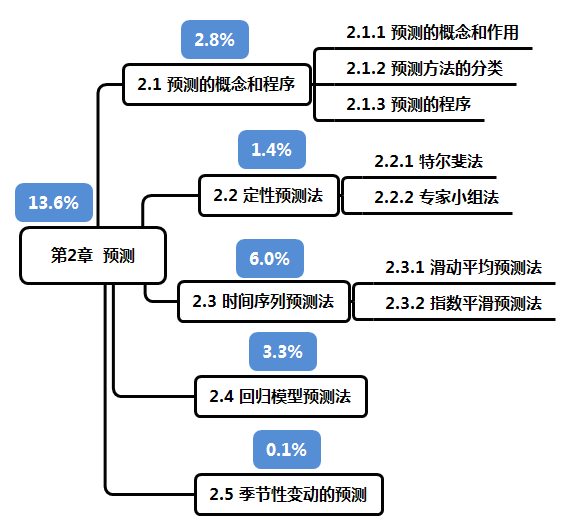 2.8%
2.1 预测的概念和程序
2.1.1 预测的概念和作用
2.1.2 预测方法的分类
2.1.3 预测的程序
1.4%
2.2 定性预测法
2.2.1 特尔斐法
2.2.2 专家小组法
13.6%
第2章 预测
6.0%
2.3 时间序列预测法
2.3.1 滑动平均预测法
2.3.2 指数平滑预测法
3.3%
2.4 回归模型预测法
0.1%
2.5 季节性变动的预测